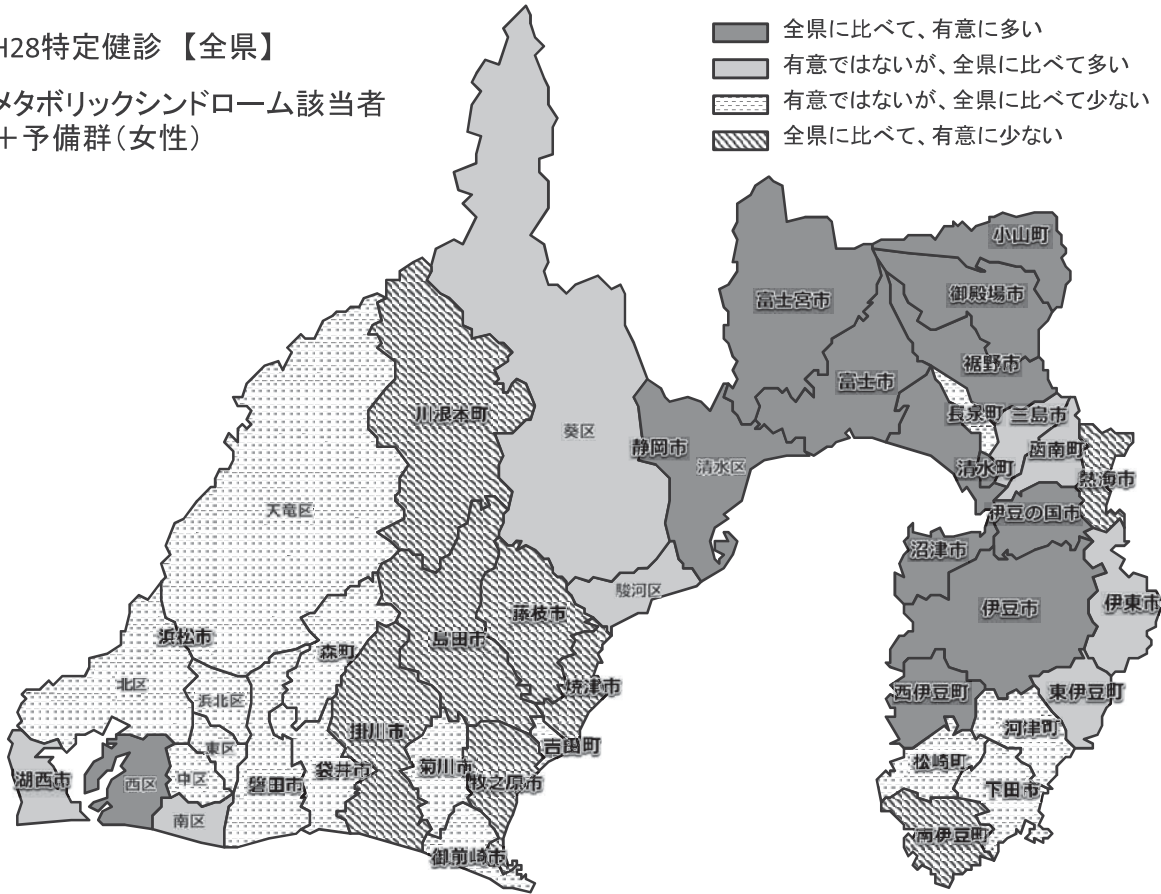 H28特定健診 【全県】
メタボリックシンドローム該当者
＋予備群(女性)
全県に比べて、有意に多い
有意ではないが、全県に比べて多い
有意ではないが、全県に比べて少ない
全県に比べて、有意に少ない
小山町
御殿場市
富士宮市
裾野市
富士市
長泉町
三島市
函南町
川根本町
葵区
静岡市
清水区
清水町
熱海市
伊豆の国市
天竜区
沼津市
駿河区
伊豆市
伊東市
藤枝市
島田市
浜松市
森町
北区
浜北区
焼津市
西伊豆町
東伊豆町
掛川市
河津町
東区
吉田町
湖西市
西区
中区
磐田市
袋井市
菊川市
牧之原市
松崎町
下田市
南区
南伊豆町
御前崎市